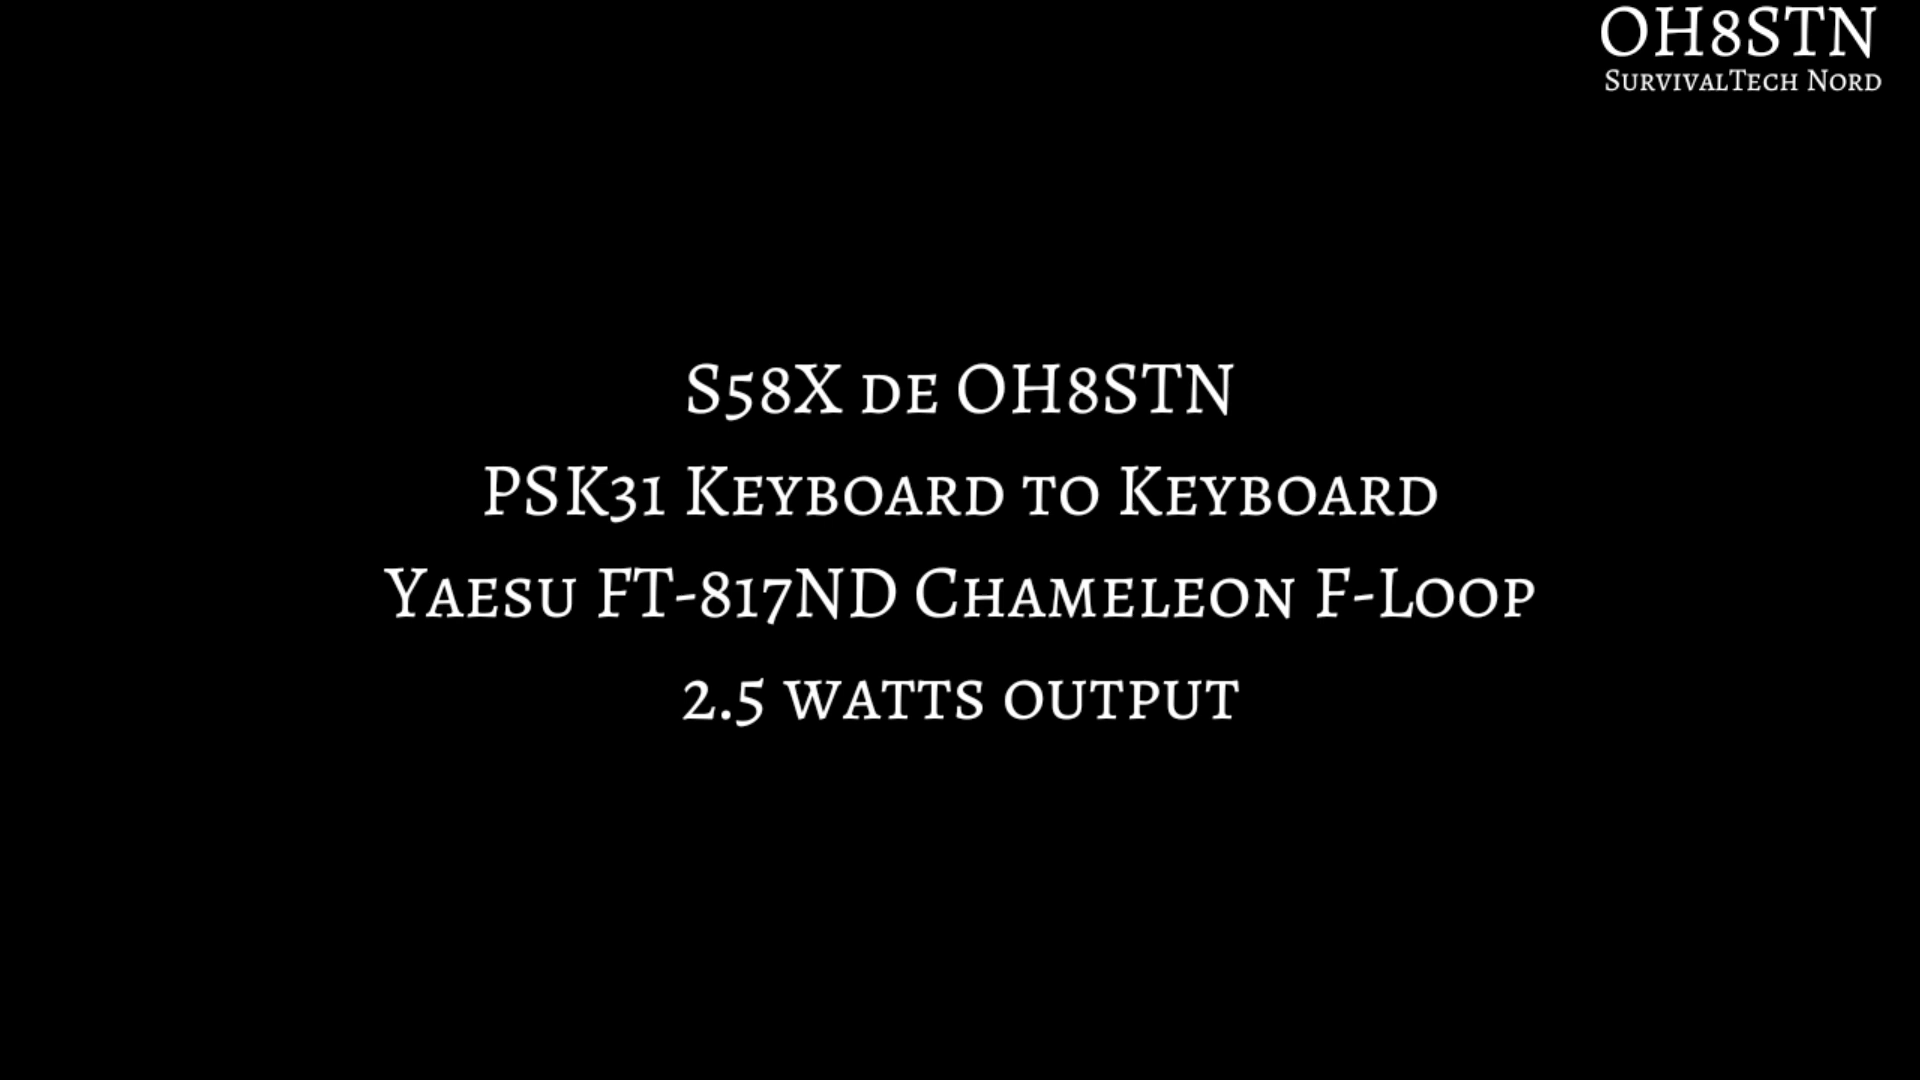 OH8STN
SurvivalTech Nord
S58X de OH8STN
PSK31 Keyboard to Keyboard
Yaesu FT-817ND Chameleon F-Loop
2.5 watts output